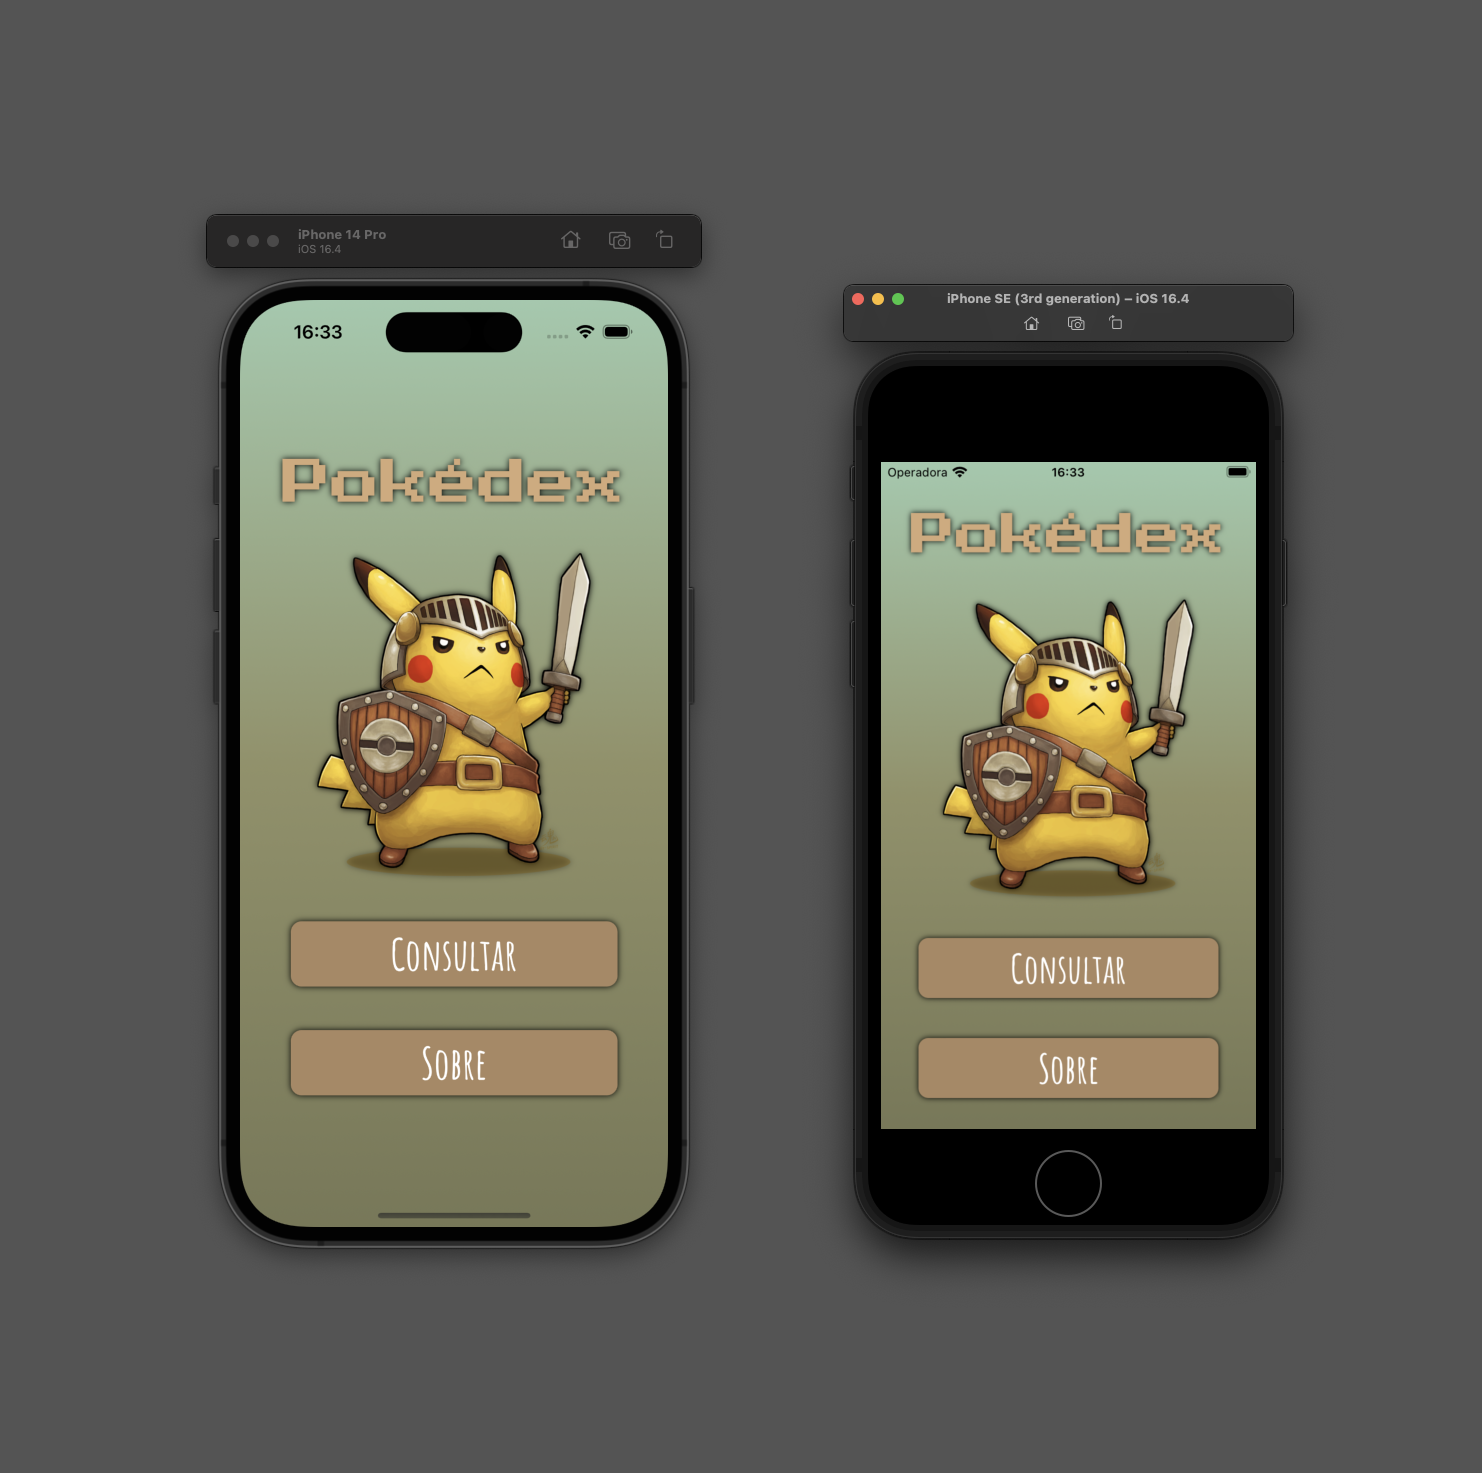 iPhone 14 Pro
iOS 16.4
16:33
Pokédex
Consultar
Sobre
iPhone SE (3rd generation) – iOS 16.4
Operadora
16:33
Pokédex
Consultar
Sobre